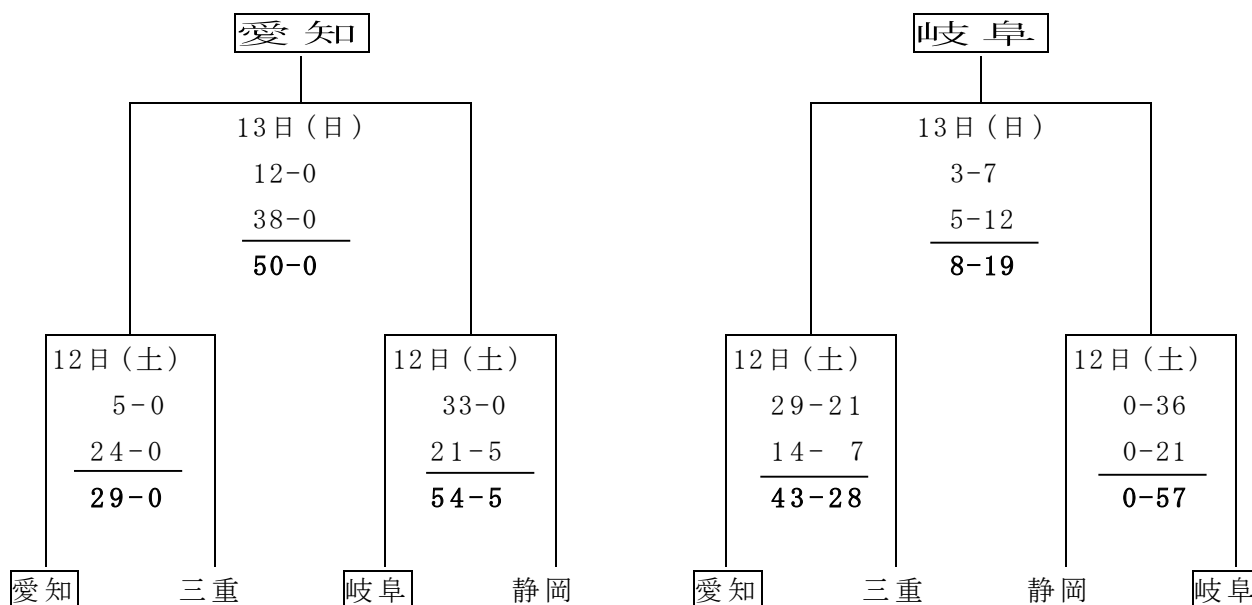 愛知
13日(日)
12-0
38-0
50-0
12日(土)
5-0
24-0
29-0
12日(土)
33-0
21-5
54-5
愛知 三重 岐阜 静岡
岐阜
13日(日)
3-7
5-12
8-19
12日(土)
29-21
14- 7
43-28
12日(土)
0-36
0-21
0-57
愛知 三重 静岡 岐阜